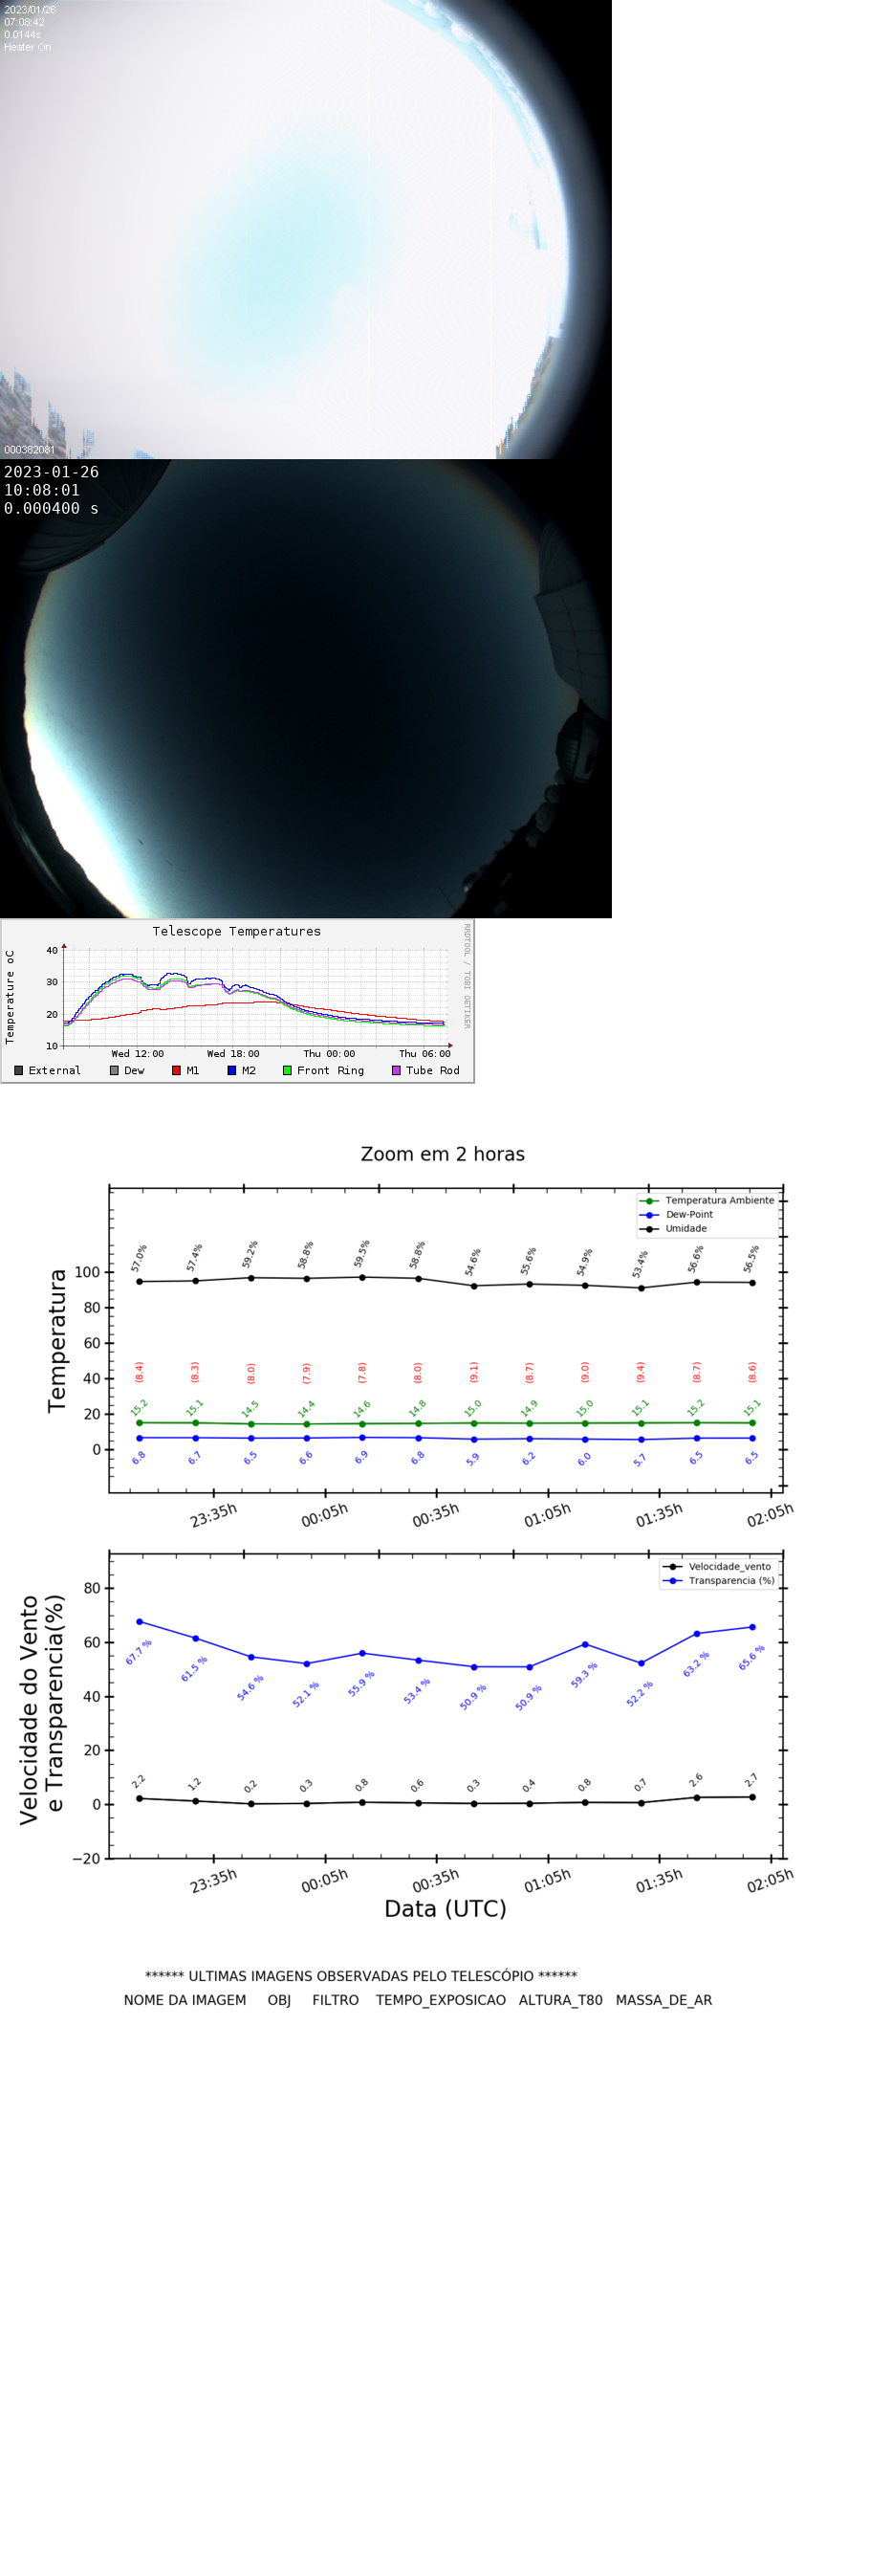 2023/01/26
07:08:42
0.0144s
Heater On
000382081
2023-01-26
10:08:01
0.000400 s
Telescope Temperatures
RRDTOOL / TOBI OETIKER
Temperature oC
40
30
20
10
Wed 12:00 Wed 18:00 Thu 00:00 Thu 06:00
External Dew M1 M2 Front Ring Tube Rod
Zoom em 2 horas
Temperatura Ambiente
Dew-Point
Umidade
Temperatura
100
80
60
40
20
0
57.0% 57.4% 59.2% 58.8% 59.5% 58.8% 54.6% 55.6% 54.9% 53.4% 56.6% 56.5%
(8.4) (8.3) (8.0) (7.9) (7.8) (8.0) (9.1) (8.7) (9.0) (9.4) (8.7) (8.6)
15.2 15.1 14.5 14.4 14.6 14.8 15.0 14.9 15.0 15.1 15.2 15.1
6.8 6.7 6.5 6.6 6.9 6.8 5.9 6.2 6.0 5.7 6.5 6.5
23:35h 00:05h 00:35h 01:05h 01:35h 02:05h
Velocidade_vento
Transparencia (%)
Velocidade do Vento
e Transparencia(%)
80
60
40
20
0
−20
67.7 % 61.5 % 54.6 % 52.1 % 55.9 % 53.4 % 50.9 % 50.9 % 59.3 % 52.2 % 63.2 % 65.6 %
2.2 1.2 0.2 0.3 0.8 0.6 0.3 0.4 0.8 0.7 2.6 2.7
23:35h 00:05h 00:35h 01:05h 01:35h 02:05h
Data (UTC)
****** ULTIMAS IMAGENS OBSERVADAS PELO TELESCÓPIO ******
NOME DA IMAGEM OBJ FILTRO TEMPO_EXPOSICAO ALTURA_T80 MASSA_DE_AR